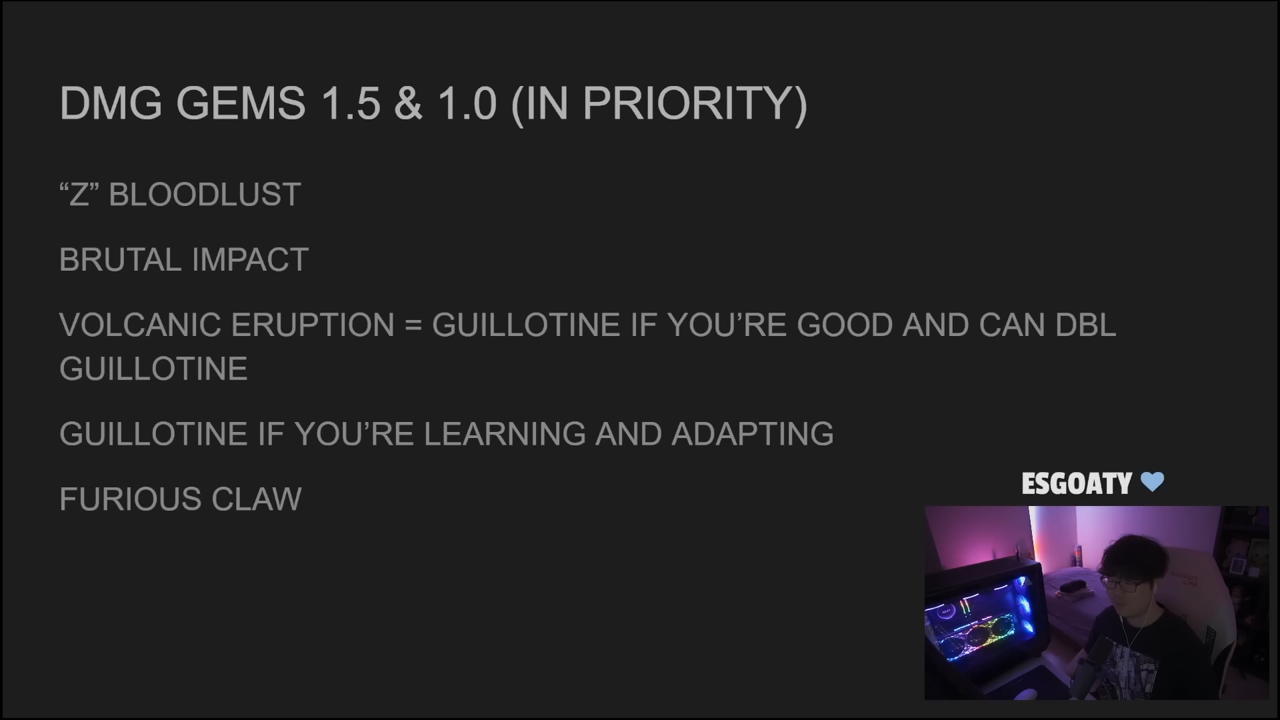 DMG GEMS 1.5 & 1.0 (IN PRIORITY)
“Z” BLOODLUST
BRUTAL IMPACT
VOLCANIC ERUPTION = GUILLOTINE IF YOU’RE GOOD AND CAN DBL
GUILLOTINE
GUILLOTINE IF YOU’RE LEARNING AND ADAPTING
FURIOUS CLAW
ESGOATY